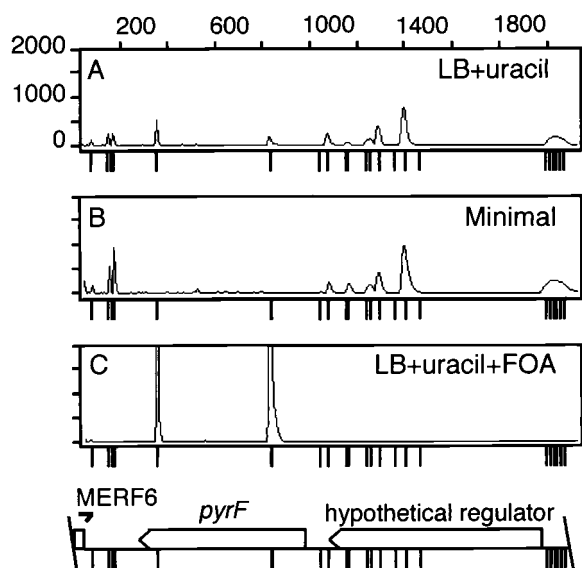 200 600 1000 1400 1800
2000
1000
0
A LB+uracil
B Minimal
C LB+uracil+FOA
MERF6
pyrF hypothetical regulator